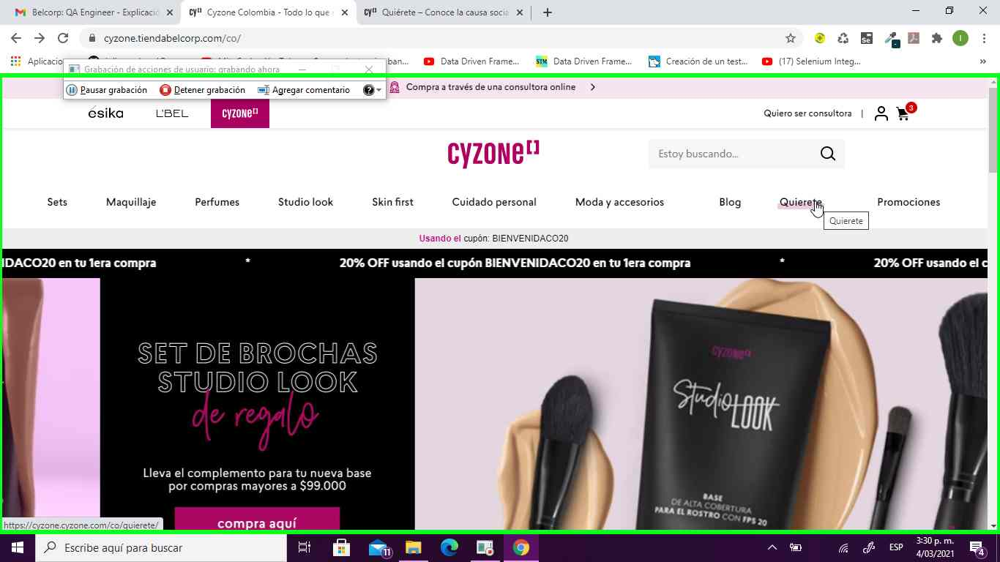 Belcorp: QA Engineer - Explicació
Cyzone Colombia - Todo lo que
Quiérete – Conoce la causa socia
cyzone.tiendabelcorp.com/co/
Aplicacio
ban...
Data Driven Frame...
Data Driven Frame...
Creación de un test...
(17) Selenium Integ...
Grabación de acciones de usuario: grabando ahora
Pausar grabación
Detener grabación
Agregar comentario
Compra a través de una consultora online
ésika
L'BEL
CYZONE
Quiero ser consultora
|
3
CYZONE
Estoy buscando...
Sets
Maquillaje
Perfumes
Studio look
Skin first
Cuidado personal
Moda y accesorios
Blog
Quierete
Promociones
Quierete
Usando el cupón: BIENVENIDACO20
IDACO20 en tu 1era compra * 20% OFF usando el cupón BIENVENIDACO20 en tu 1era compra * 20% OFF usando el c
SET DE BROCHAS
STUDIO LOOK
de regalo
Lleva el complemento para tu nueva base
por compras mayores a $99.000
compra aquí
CYZONE
Studio LOOK
BASE
DE ALTA COBERTURA
PARA EL ROSTRO CON FPS 20
https://cyzone.cyzone.com/co/quierete/
Escribe aquí para buscar
11
ESP
3:30 p. m.
4/03/2021
4